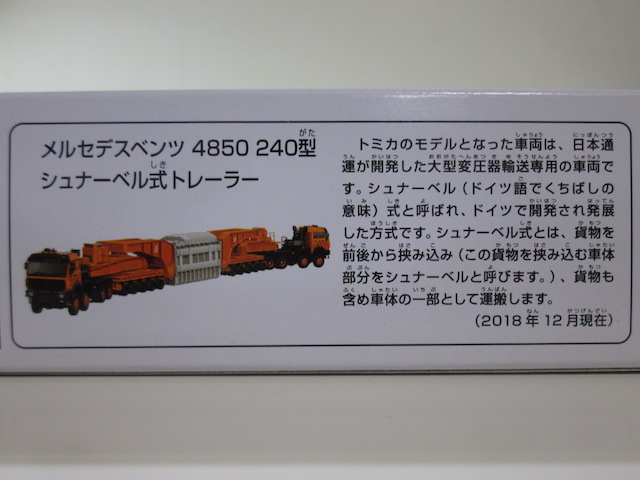 メルセデスベンツ 4850 240型
シュナーベル式トレーラー
トミカのモデルとなった車両は、日本通
運が開発した大型変圧器輸送専用の車両で
す。シュナーベル（ドイツ語でくちばしの
意味）式と呼ばれ、ドイツで開発され発展
した方式です。シュナーベル式とは、貨物を
前後から挟み込み（この貨物を挟み込む車体
部分をシュナーベルと呼びます。）、貨物も
含め車体の一部として運搬します。
（2018年12月現在）